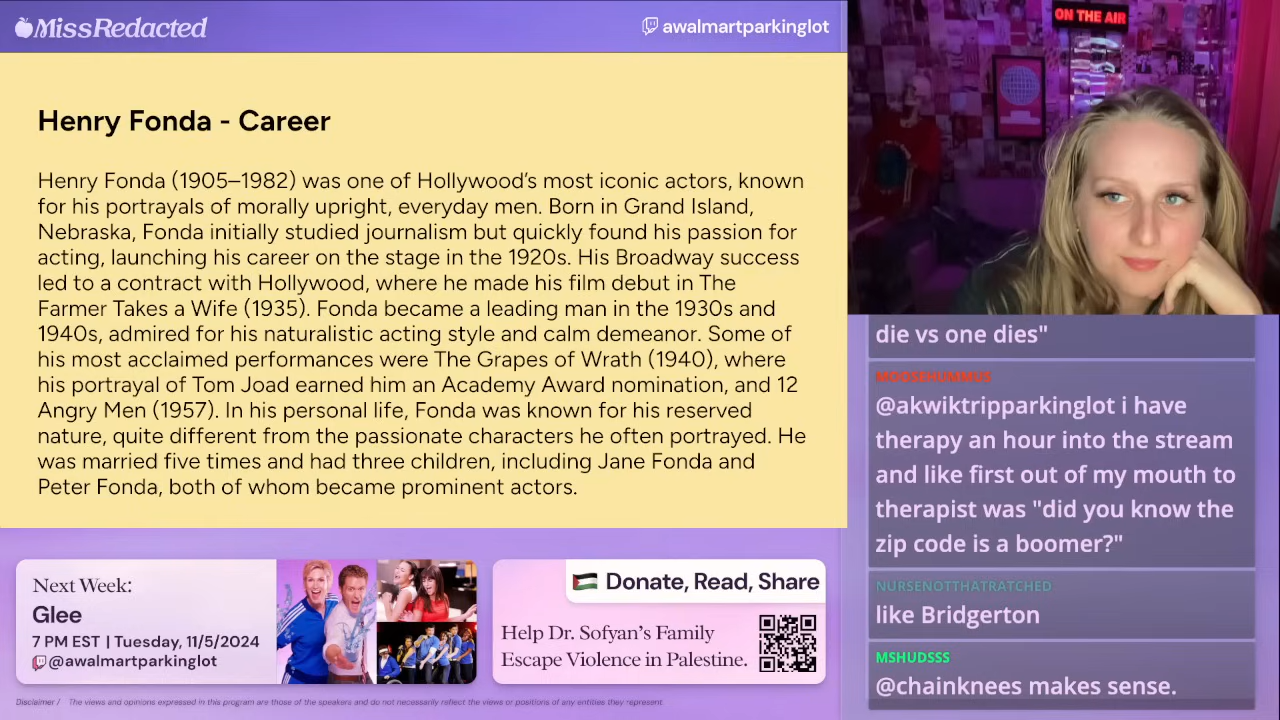 MissRedacted
awalmartparkinglot
ON THE AIR
Henry Fonda - Career
Henry Fonda (1905–1982) was one of Hollywood's most iconic actors, known
for his portrayals of morally upright, everyday men. Born in Grand Island,
Nebraska, Fonda initially studied journalism but quickly found his passion for
acting, launching his career on the stage in the 1920s. His Broadway success
led to a contract with Hollywood, where he made his film debut in The
Farmer Takes a Wife (1935). Fonda became a leading man in the 1930s and
1940s, admired for his naturalistic acting style and calm demeanor. Some of
his most acclaimed performances were The Grapes of Wrath (1940), where
his portrayal of Tom Joad earned him an Academy Award nomination, and 12
Angry Men (1957). In his personal life, Fonda was known for his reserved
nature, quite different from the passionate characters he often portrayed. He
was married five times and had three children, including Jane Fonda and
Peter Fonda, both of whom became prominent actors.
die vs one dies"
MOOSEHUMMER
@akwiktripparkinglot i have
therapy an hour into the stream
and like first out of my mouth to
therapist was "did you know the
zip code is a boomer?"
NURSENOTTHATRATCHED
like Bridgerton
MSHUDSSS
@chainknees makes sense.
Next Week:
Glee
7 PM EST | Tuesday, 11/5/2024
@awalmartparkinglot
Donate, Read, Share
Help Dr. Sofyan's Family
Escape Violence in Palestine.
Disclaimer / The views and opinions expressed in this program are those of the speakers and do not necessarily reflect the views or positions of any entities they represent